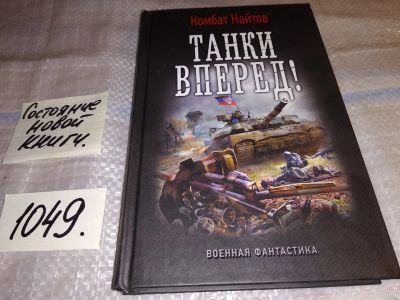 Комбат Найтов
ТАНКИ
ВПЕРЕД!
ВОЕННАЯ ФАНТАСТИКА
Состояние
новой
книги.
1049.